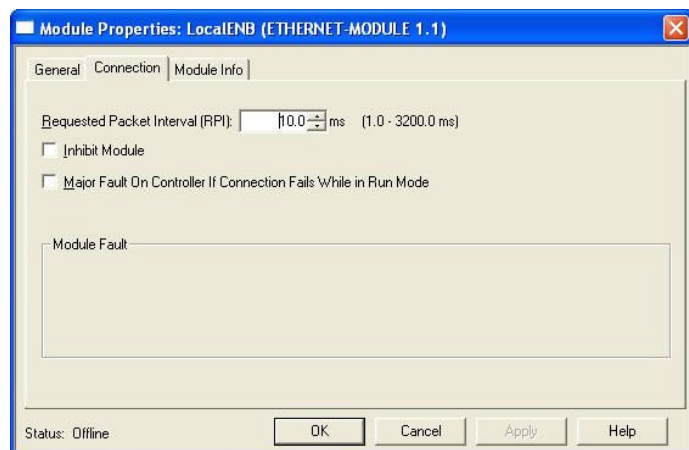 Module Properties: LocalENB (ETHERNET-MODULE 1.1)
General Connection Module Info
Requested Packet Interval (RPI): 10.0 ms (1.0 - 3200.0 ms)
Inhibit Module
Major Fault On Controller If Connection Fails While in Run Mode
Module Fault
Status: Offline OK Cancel Apply Help